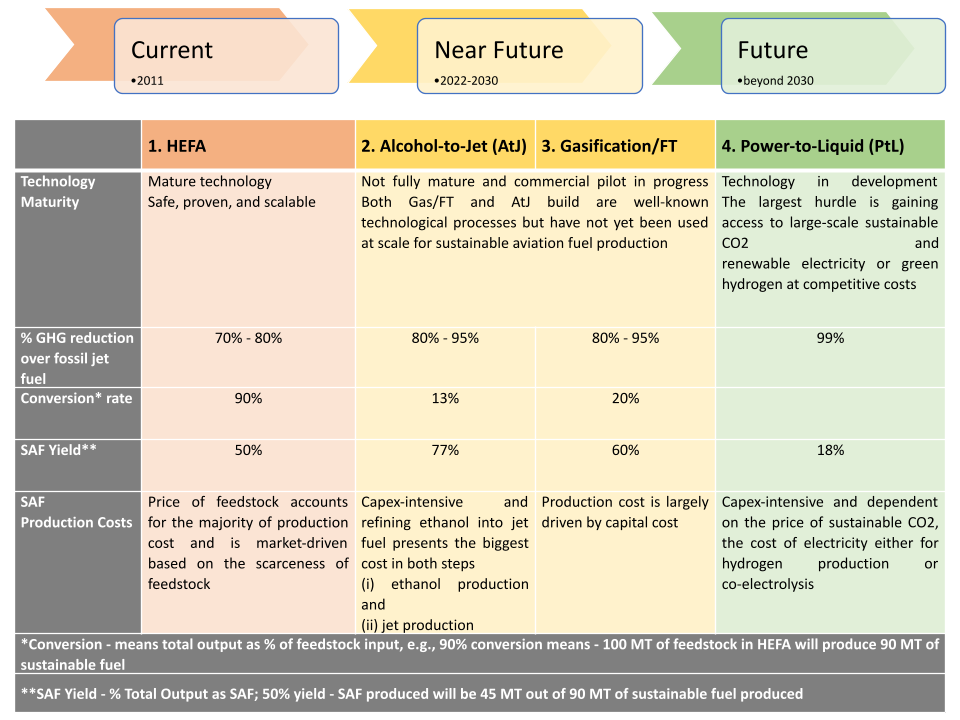 Current
•2011
Near Future
•2022-2030
Future
•beyond 2030
1. HEFA
2. Alcohol-to-Jet (AtJ)
3. Gasification/FT
4. Power-to-Liquid (PtL)
Technology
Maturity
Mature technology
Safe, proven, and scalable
Not fully mature and commercial pilot in progress
Both Gas/FT and AtJ build are well-known
technological processes but have not yet been used
at scale for sustainable aviation fuel production
Technology in development
The largest hurdle is gaining
access to large-scale sustainable
CO2 and
renewable electricity or green
hydrogen at competitive costs
% GHG reduction
over fossil jet
fuel
70% - 80%
80% - 95%
80% - 95%
99%
Conversion* rate
90%
13%
20%
SAF Yield**
50%
77%
60%
18%
SAF
Production Costs
Price of feedstock accounts
for the majority of production
cost and is market-driven
based on the scarceness of
feedstock
Capex-intensive and
refining ethanol into jet
fuel presents the biggest
cost in both steps
(i) ethanol production
and
(ii) jet production
Production cost is largely
driven by capital cost
Capex-intensive and dependent
on the price of sustainable CO2,
the cost of electricity either for
hydrogen production or
co-electrolysis
*Conversion - means total output as % of feedstock input, e.g., 90% conversion means - 100 MT of feedstock in HEFA will produce 90 MT of
sustainable fuel
**SAF Yield - % Total Output as SAF; 50% yield - SAF produced will be 45 MT out of 90 MT of sustainable fuel produced